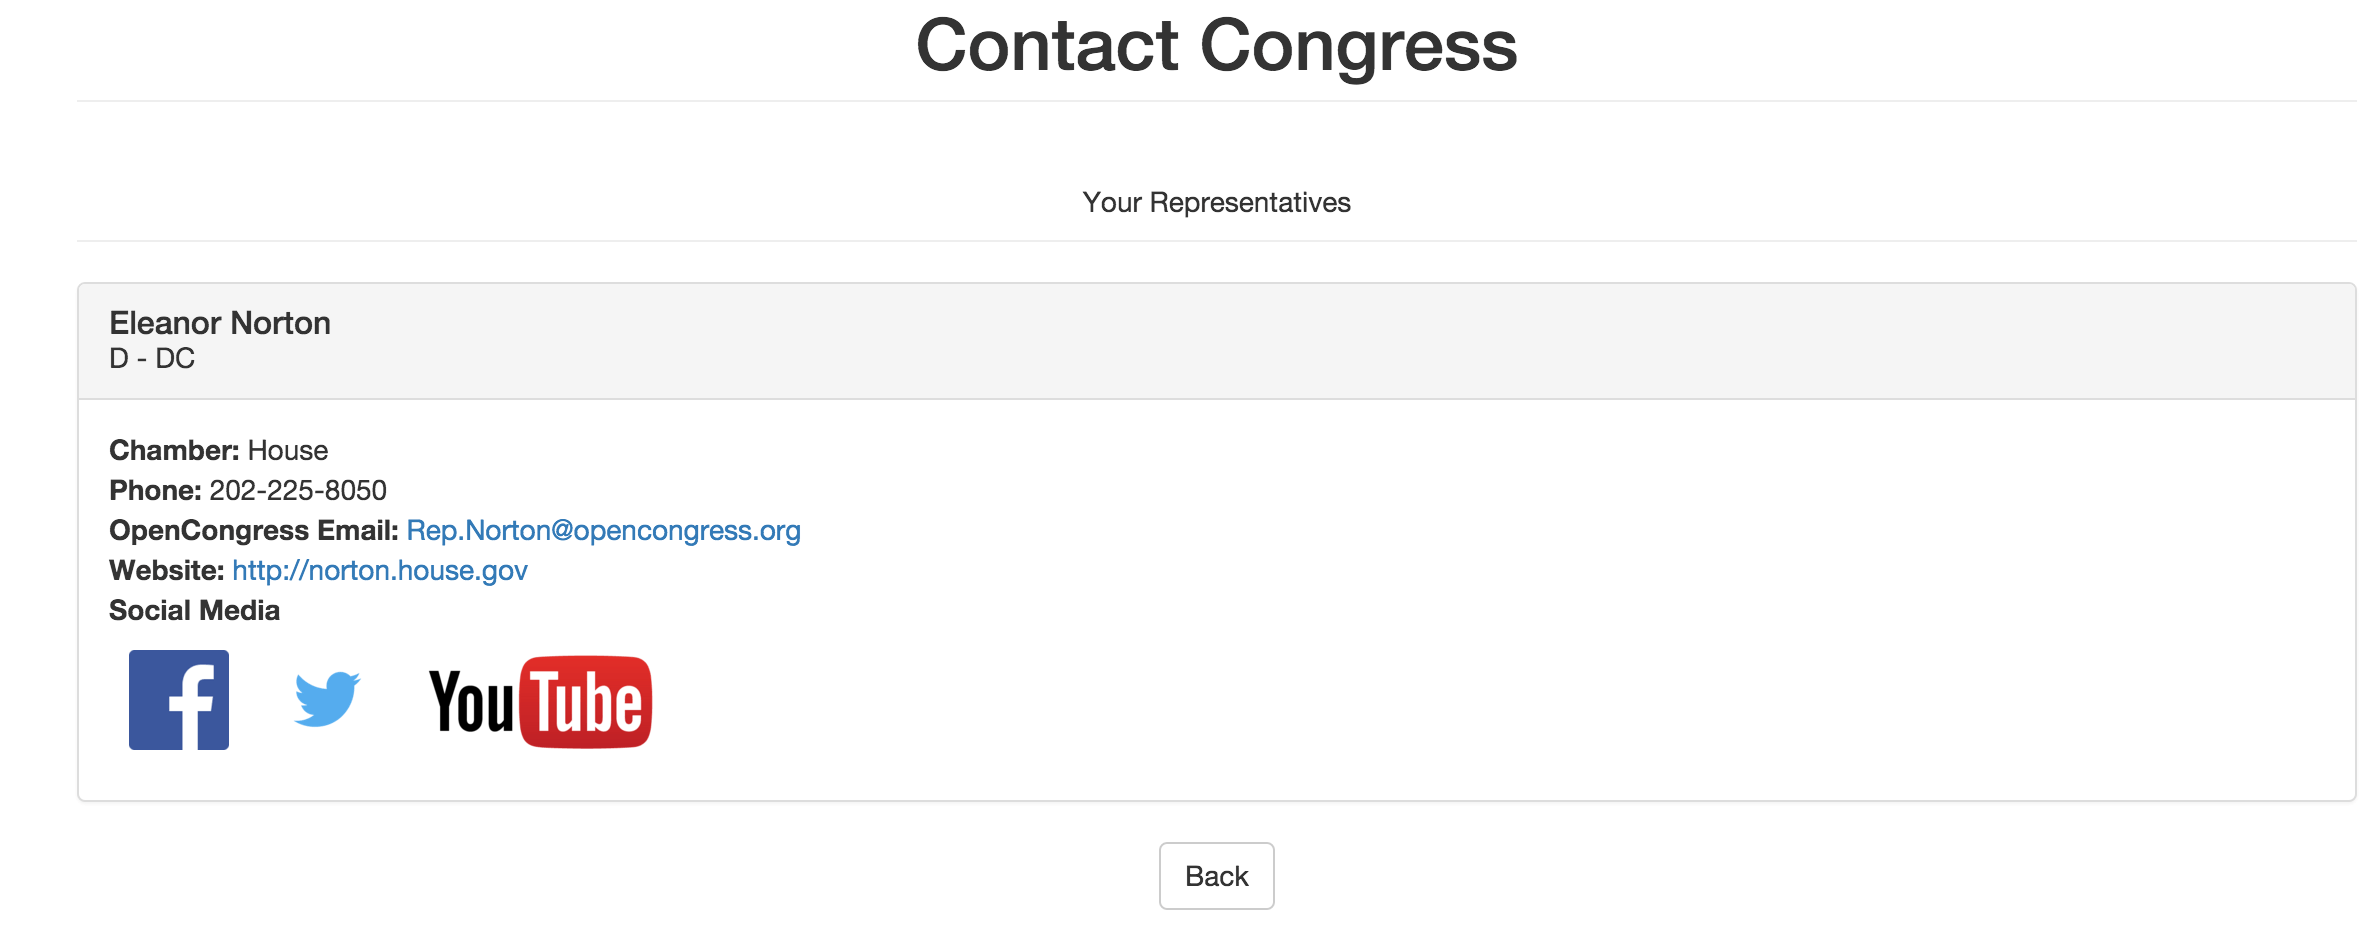 Contact Congress
Your Representatives
Eleanor Norton
D - DC
Chamber: House
Phone: 202-225-8050
OpenCongress Email: Rep.Norton@opencongress.org
Website: http://norton.house.gov
Social Media
f YouTube
Back